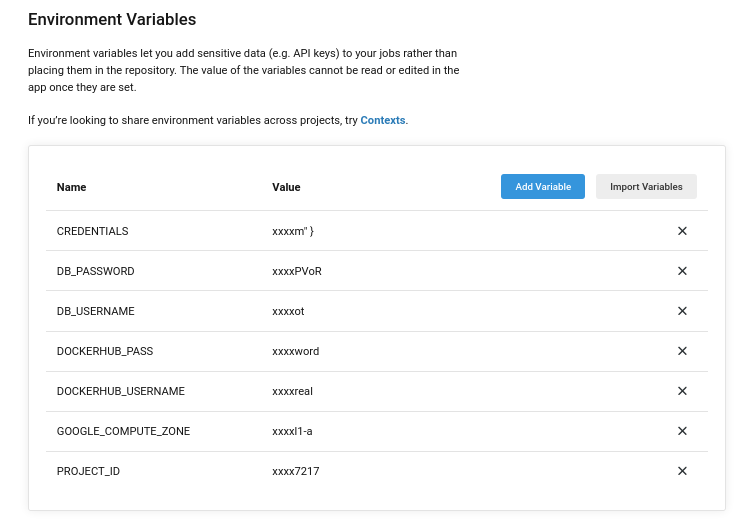 Environment Variables
Environment variables let you add sensitive data (e.g. API keys) to your jobs rather than
placing them in the repository. The value of the variables cannot be read or edited in the
app once they are set.
If you're looking to share environment variables across projects, try Contexts.
Name Value Add Variable Import Variables
CREDENTIALS xxxxm" }
DB_PASSWORD xxxxPVoR
DB_USERNAME xxxxot
DOCKERHUB_PASS xxxxword
DOCKERHUB_USERNAME xxxxreal
GOOGLE_COMPUTE_ZONE xxxxl1-a
PROJECT_ID xxxx7217